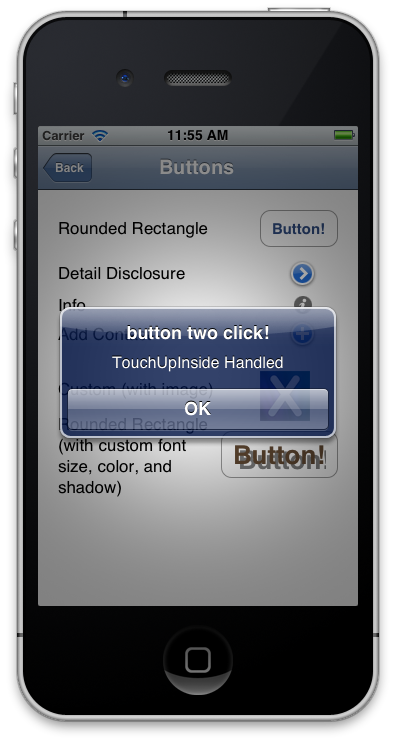 Carrier 11:55 AM
Back Buttons
Rounded Rectangle Button!
Detail Disclosure
Info
button two click!
Add Con
TouchUpInside Handled
Custom (with image) X
OK
Rounded Rectangle
(with custom font Button!
size, color, and
shadow)